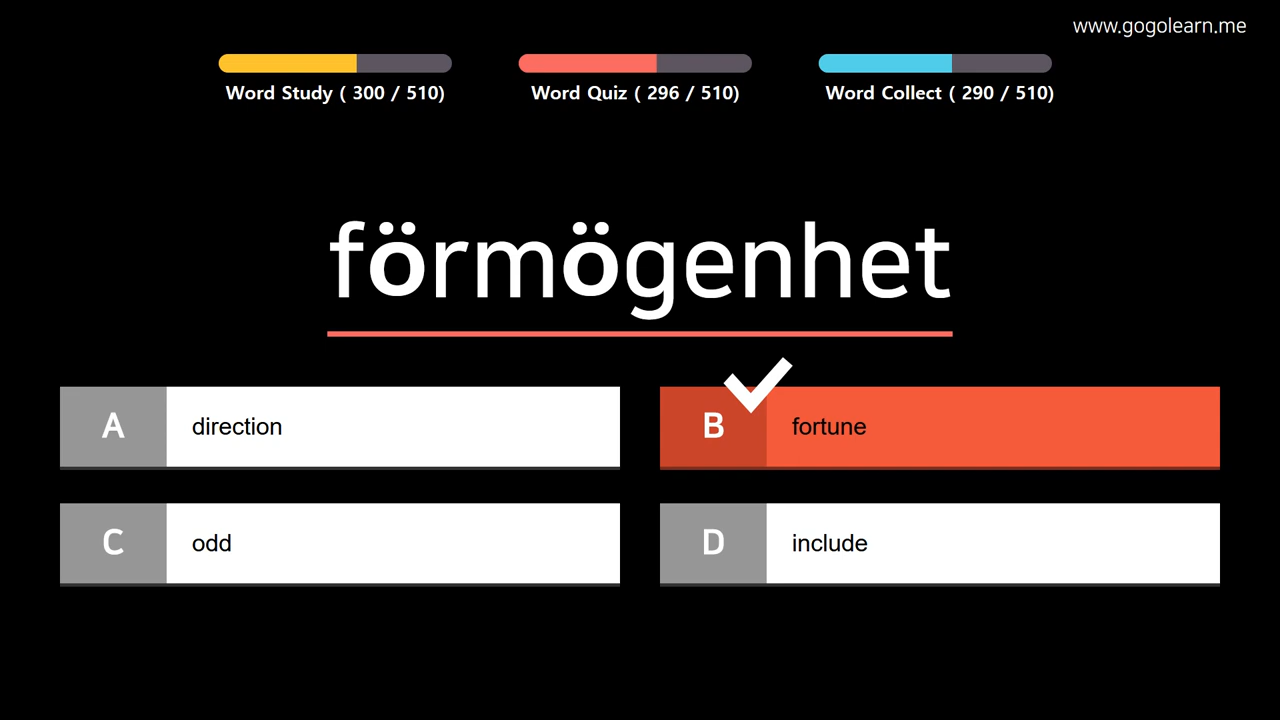 www.gogolearn.me
Word Study ( 300 / 510)
Word Quiz ( 296 / 510)
Word Collect ( 290 / 510)
förmögenhet
A direction
B fortune
C odd
D include